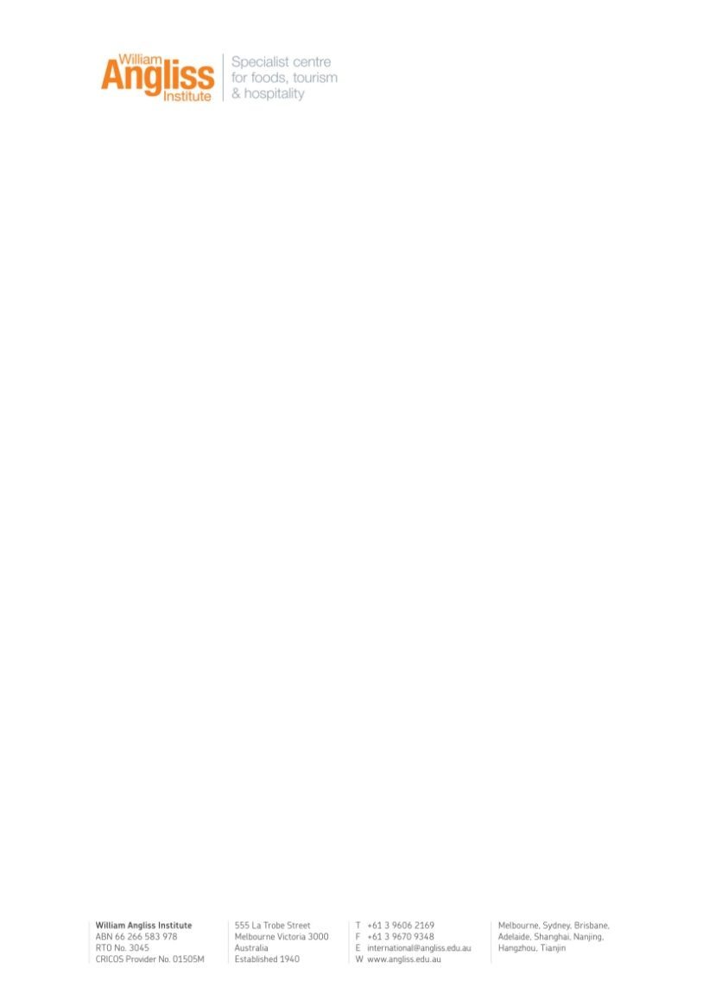 William
Angliss
Institute
Specialist centre
for foods, tourism
& hospitality
William Angliss Institute
ABN 66 266 583 978
RTO No. 3045
CRICOS Provider No. 01505M
555 La Trobe Street
Melbourne Victoria 3000
Australia
Established 1940
T +61 3 9606 2169
F +61 3 9670 9348
E international@angliss.edu.au
W www.angliss.edu.au
Melbourne, Sydney, Brisbane,
Adelaide, Shanghai, Nanjing,
Hangzhou, Tianjin